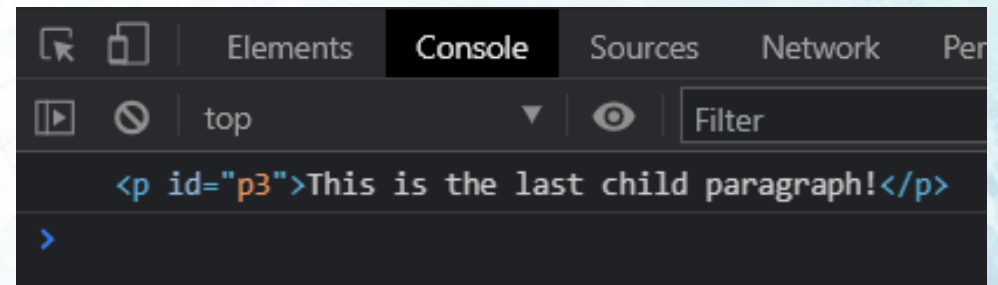 Elements Console Sources Network Per
top Filter
<p id="p3">This is the last child paragraph!</p>
>